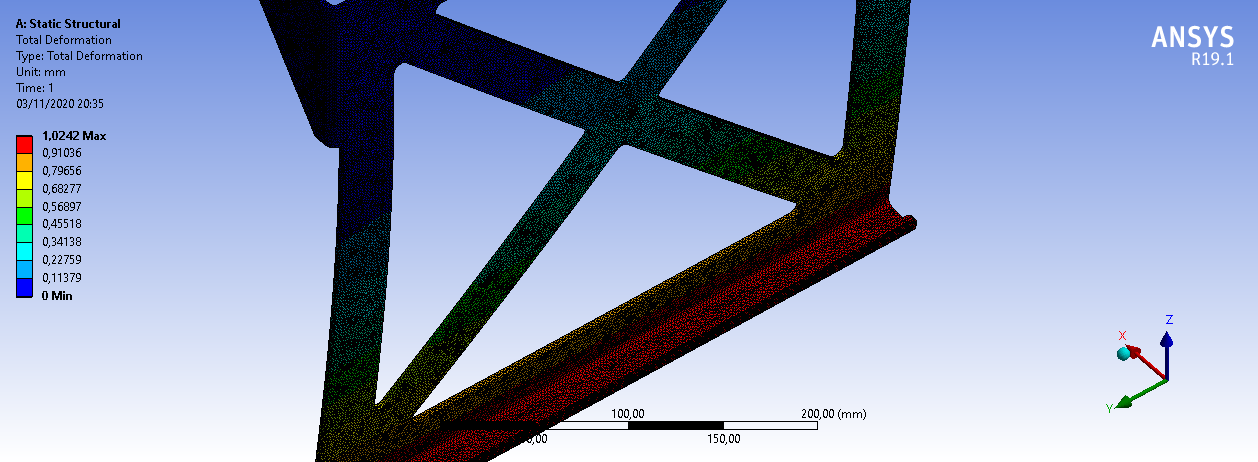 A: Static Structural
Total Deformation
Type: Total Deformation
Unit: mm
Time: 1
03/11/2020 20:35
1,0242 Max
0,91036
0,79656
0,68277
0,56897
0,45518
0,34138
0,22759
0,11379
0 Min
ANSYS
R19.1
Z
X
Y
100,00
200,00 (mm)
150,00